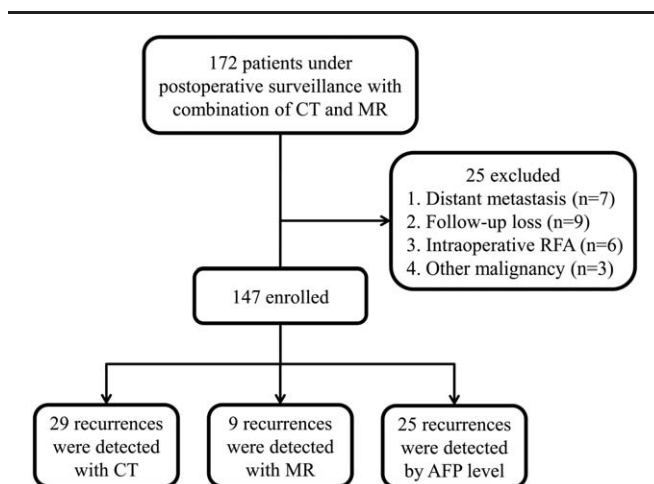 172 patients under
postoperative surveillance with
combination of CT and MR
25 excluded
1. Distant metastasis (n=7)
2. Follow-up loss (n=9)
3. Intraoperative RFA (n=6)
4. Other malignancy (n=3)
147 enrolled
29 recurrences
were detected
with CT
9 recurrences
were detected
with MR
25 recurrences
were detected
by AFP level